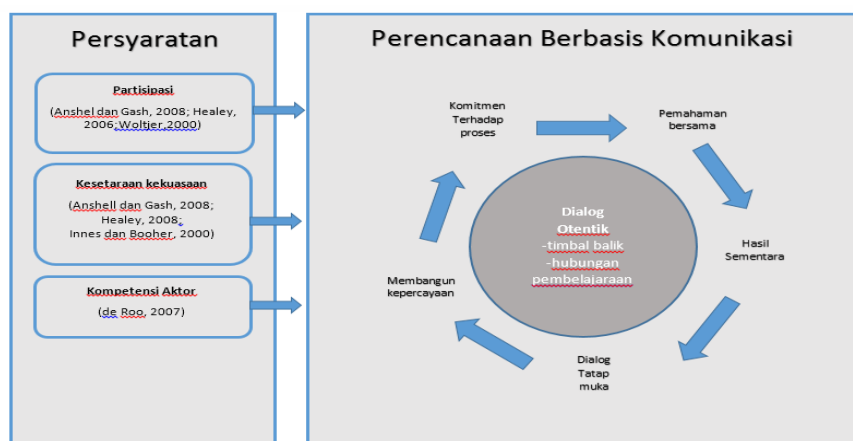 Persyaratan
Partisipasi
(Anshel dan Gash, 2008; Healey,
2006;Woltjer,2000)
Kesetaraan kekuasaan
(Anshell dan Gash, 2008;
Healey, 2008;
Innes dan Booher, 2000)
Kompetensi Aktor
(de Roo, 2007)
Perencanaan Berbasis Komunikasi
Komitmen
Terhadap
proses
Pemahaman
bersama
Hasil
Sementara
Dialog
Tatap
muka
Membangun
kepercayaan
Dialog
Otentik
-timbal balik
-hubungan
pembelajaraan